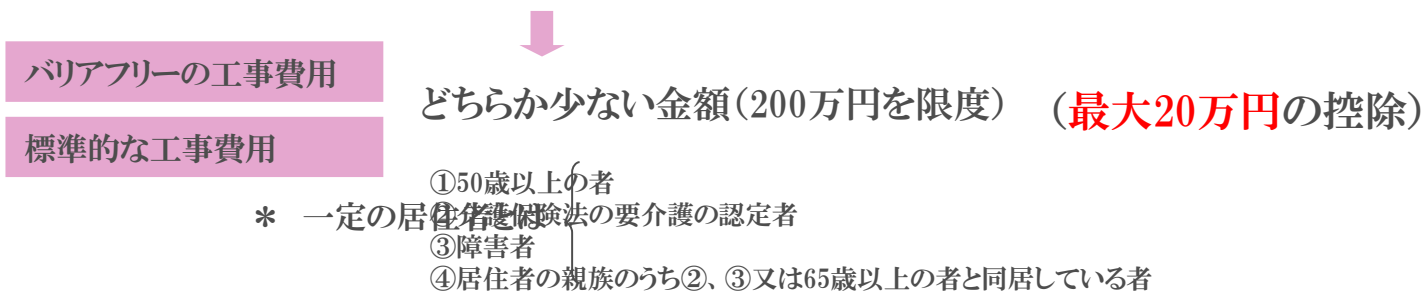 バリアフリーの工事費用
標準的な工事費用
どちらか少ない金額（200万円を限度）
（最大20万円の控除）
＊　一定の居住者とは
①50歳以上の者
②介護保険法の要介護の認定者
③障害者
④居住者の親族のうち②、③又は65歳以上の者と同居している者